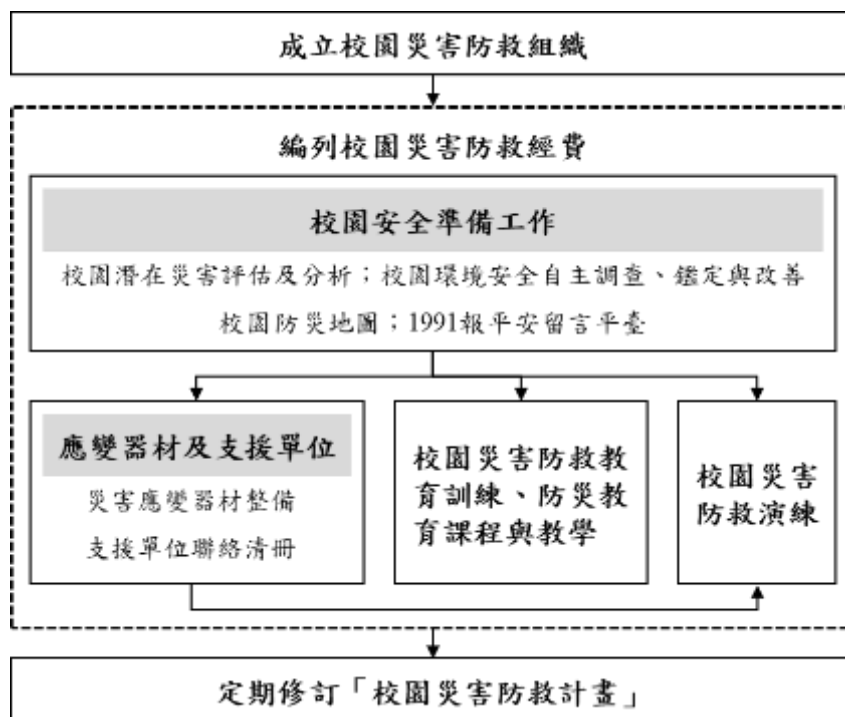 成立校園災害防救組織
編列校園災害防救經費
校園安全準備工作
校園潛在災害評估及分析；校園環境安全自主調查、鑑定與改善
校園防災地圖；1991報平安留言平臺
應變器材及支援單位
災害應變器材整備
支援單位聯絡清冊
校園災害防救教
育訓練、防災教
育課程與教學
校園災害
防救演練
定期修訂「校園災害防救計畫」